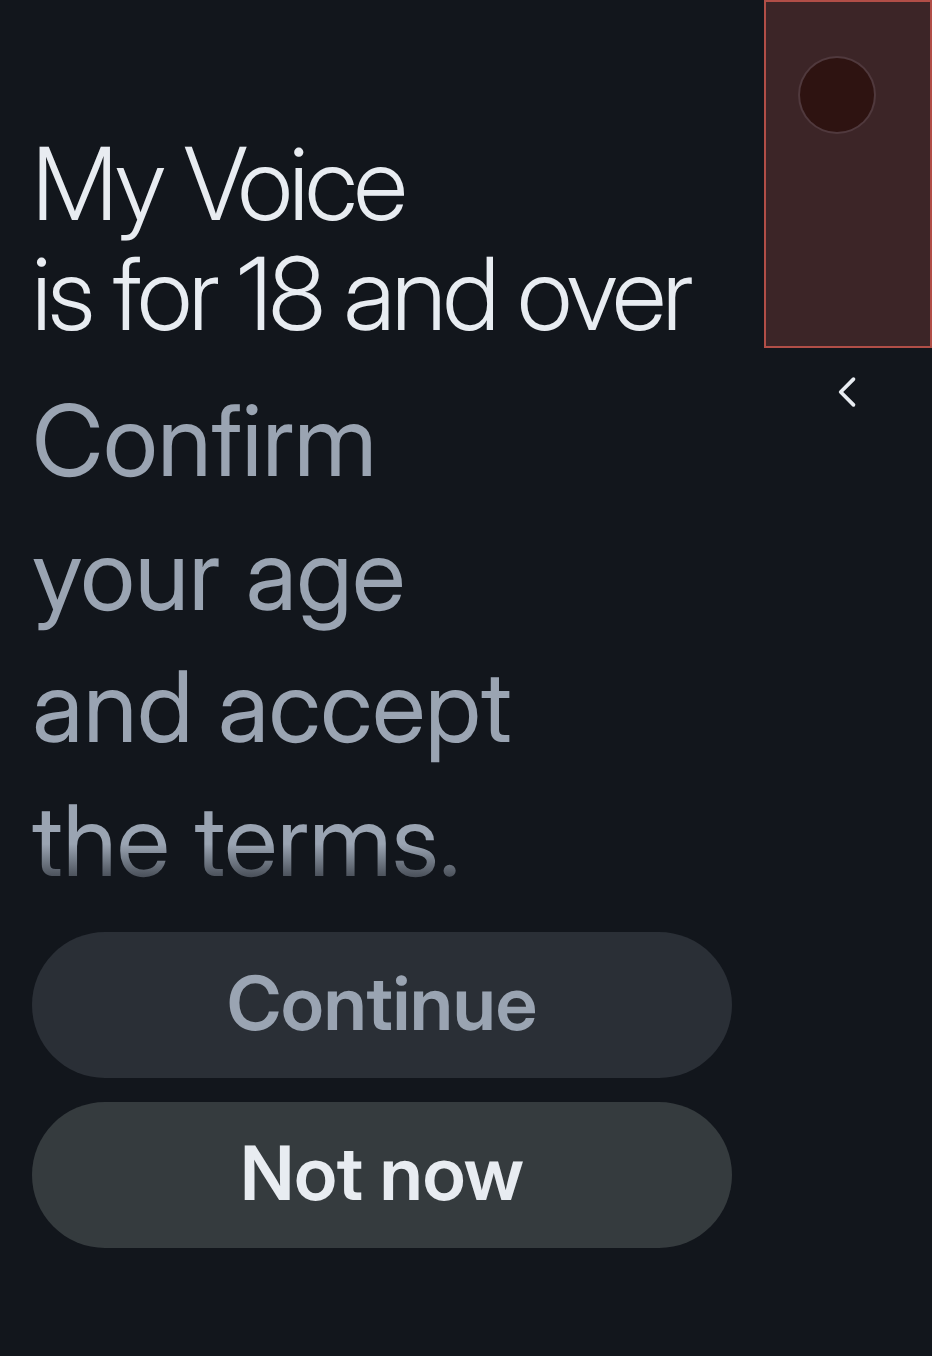 My Voice
is for 18 and over
Confirm
your age
and accept
the terms.
Continue
Not now